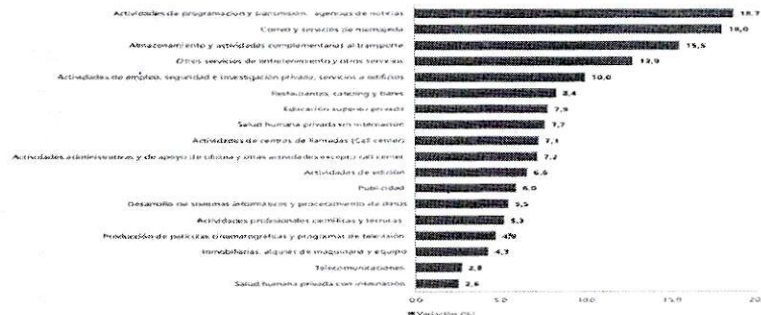 Actividades de programación y trasmisión, agencias de noticias 18,7
Correo y servicios de mensajería 18,0
Almacenamiento y actividades complementarias al transporte 15,5
Otros servicios de entretenimiento y otros servicios 12,9
Actividades de empleo, seguridad e investigación privada, servicios a edificios 10,0
Restaurantes, catering y bares 8,4
Educación superior privada 7,9
Salud humana privada sin internación 7,7
Actividades de centros de llamadas (Call center) 7,1
Actividades administrativas y de apoyo de oficina y otras actividades excepto call center 7,2
Actividades de edición 6,6
Publicidad 6,0
Desarrollo de sistemas informáticos y procesamiento de datos 5,5
Actividades profesionales científicas y técnicas 5,3
Producción de películas cinematográficas y programas de televisión 4,8
Inmobiliarias, alquiler de maquinaria y equipo 4,3
Telecomunicaciones 2,8
Salud humana privada con internación 2,6
0,0 5,0 10,0 15,0 20
Variación (%)